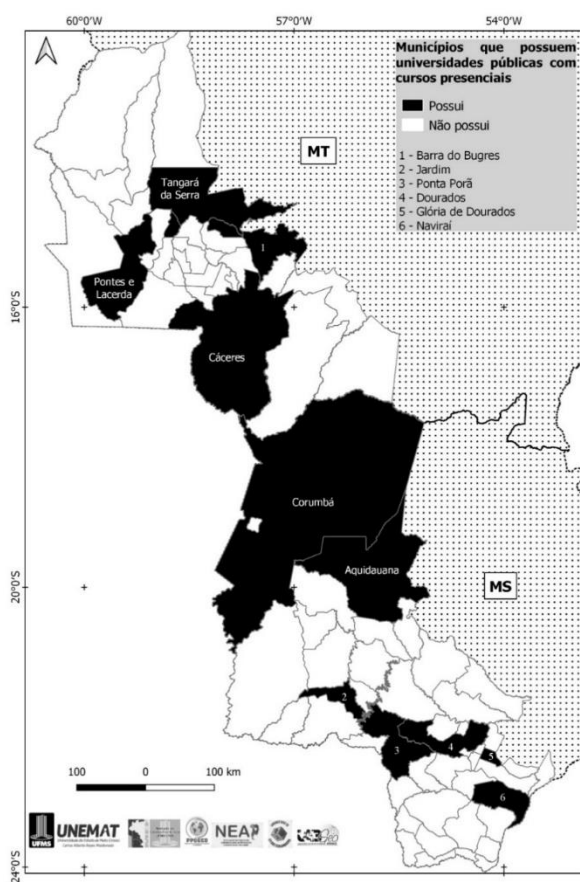 60°0'O 57°0'O 54°0'O
Municípios que possuem
universidades públicas com
cursos presenciais
Possui
Não possui
1 - Barra do Bugres
2 - Jardim
3 - Ponta Porã
4 - Dourados
5 - Glória de Dourados
6 - Naviraí
MT
Tangará
da Serra
1
Pontes e
Lacerda
16°0'S
Cáceres
Corumbá
Aquidauana
20°0'S
MS
2
3
4
5
6
100 0 100 km
UFMS
UNEMAT
NEAP
24°0'S